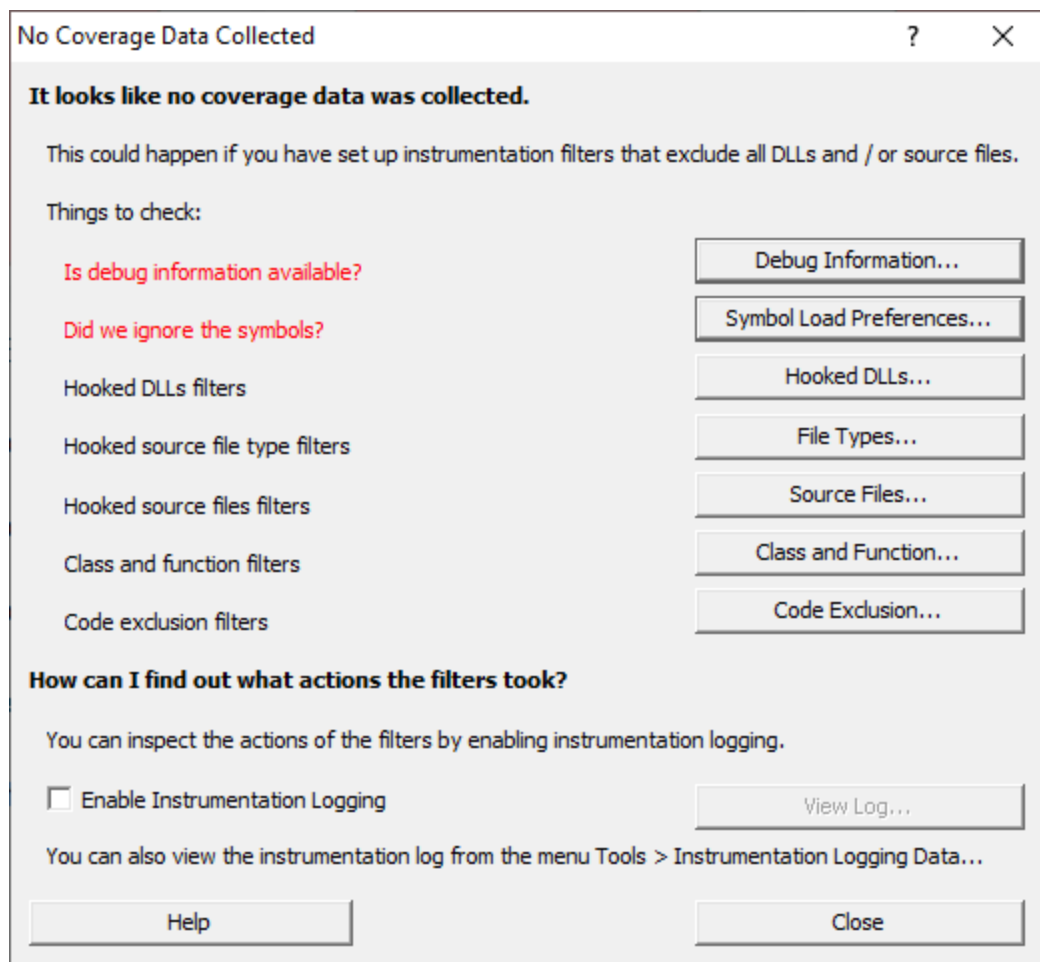 No Coverage Data Collected
?
It looks like no coverage data was collected.
This could happen if you have set up instrumentation filters that exclude all DLLs and / or source files.
Things to check:
Is debug information available?
Debug Information...
Did we ignore the symbols?
Symbol Load Preferences...
Hooked DLLs filters
Hooked DLLs...
Hooked source file type filters
File Types...
Hooked source files filters
Source Files...
Class and function filters
Class and Function...
Code exclusion filters
Code Exclusion...
How can I find out what actions the filters took?
You can inspect the actions of the filters by enabling instrumentation logging.
Enable Instrumentation Logging
View Log...
You can also view the instrumentation log from the menu Tools > Instrumentation Logging Data...
Help
Close